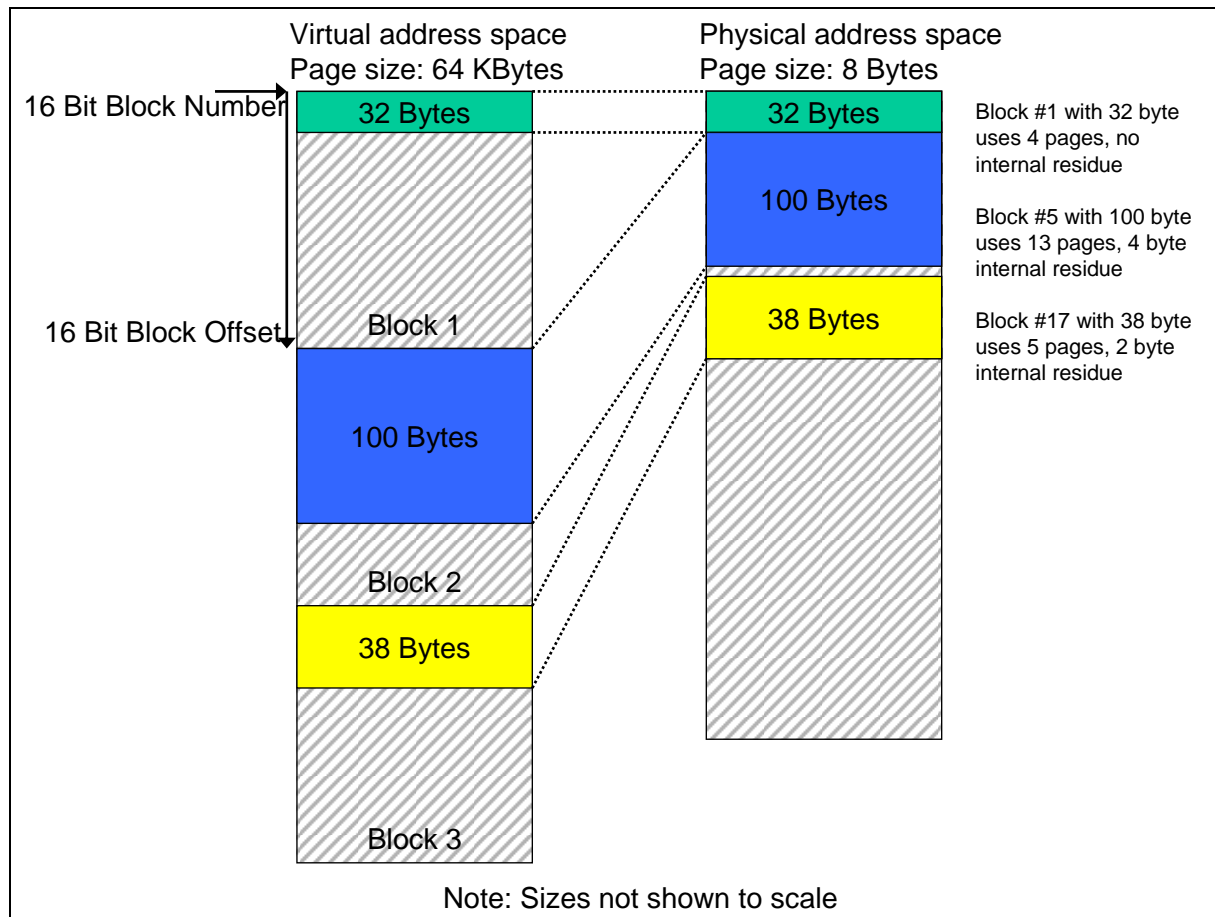 Virtual address space
Page size: 64 KBytes
Physical address space
Page size: 8 Bytes
16 Bit Block Number
32 Bytes
32 Bytes
Block #1 with 32 byte
uses 4 pages, no
internal residue
100 Bytes
Block #5 with 100 byte
uses 13 pages, 4 byte
internal residue
Block 1
16 Bit Block Offset
38 Bytes
Block #17 with 38 byte
uses 5 pages, 2 byte
internal residue
100 Bytes
Block 2
38 Bytes
Block 3
Note: Sizes not shown to scale